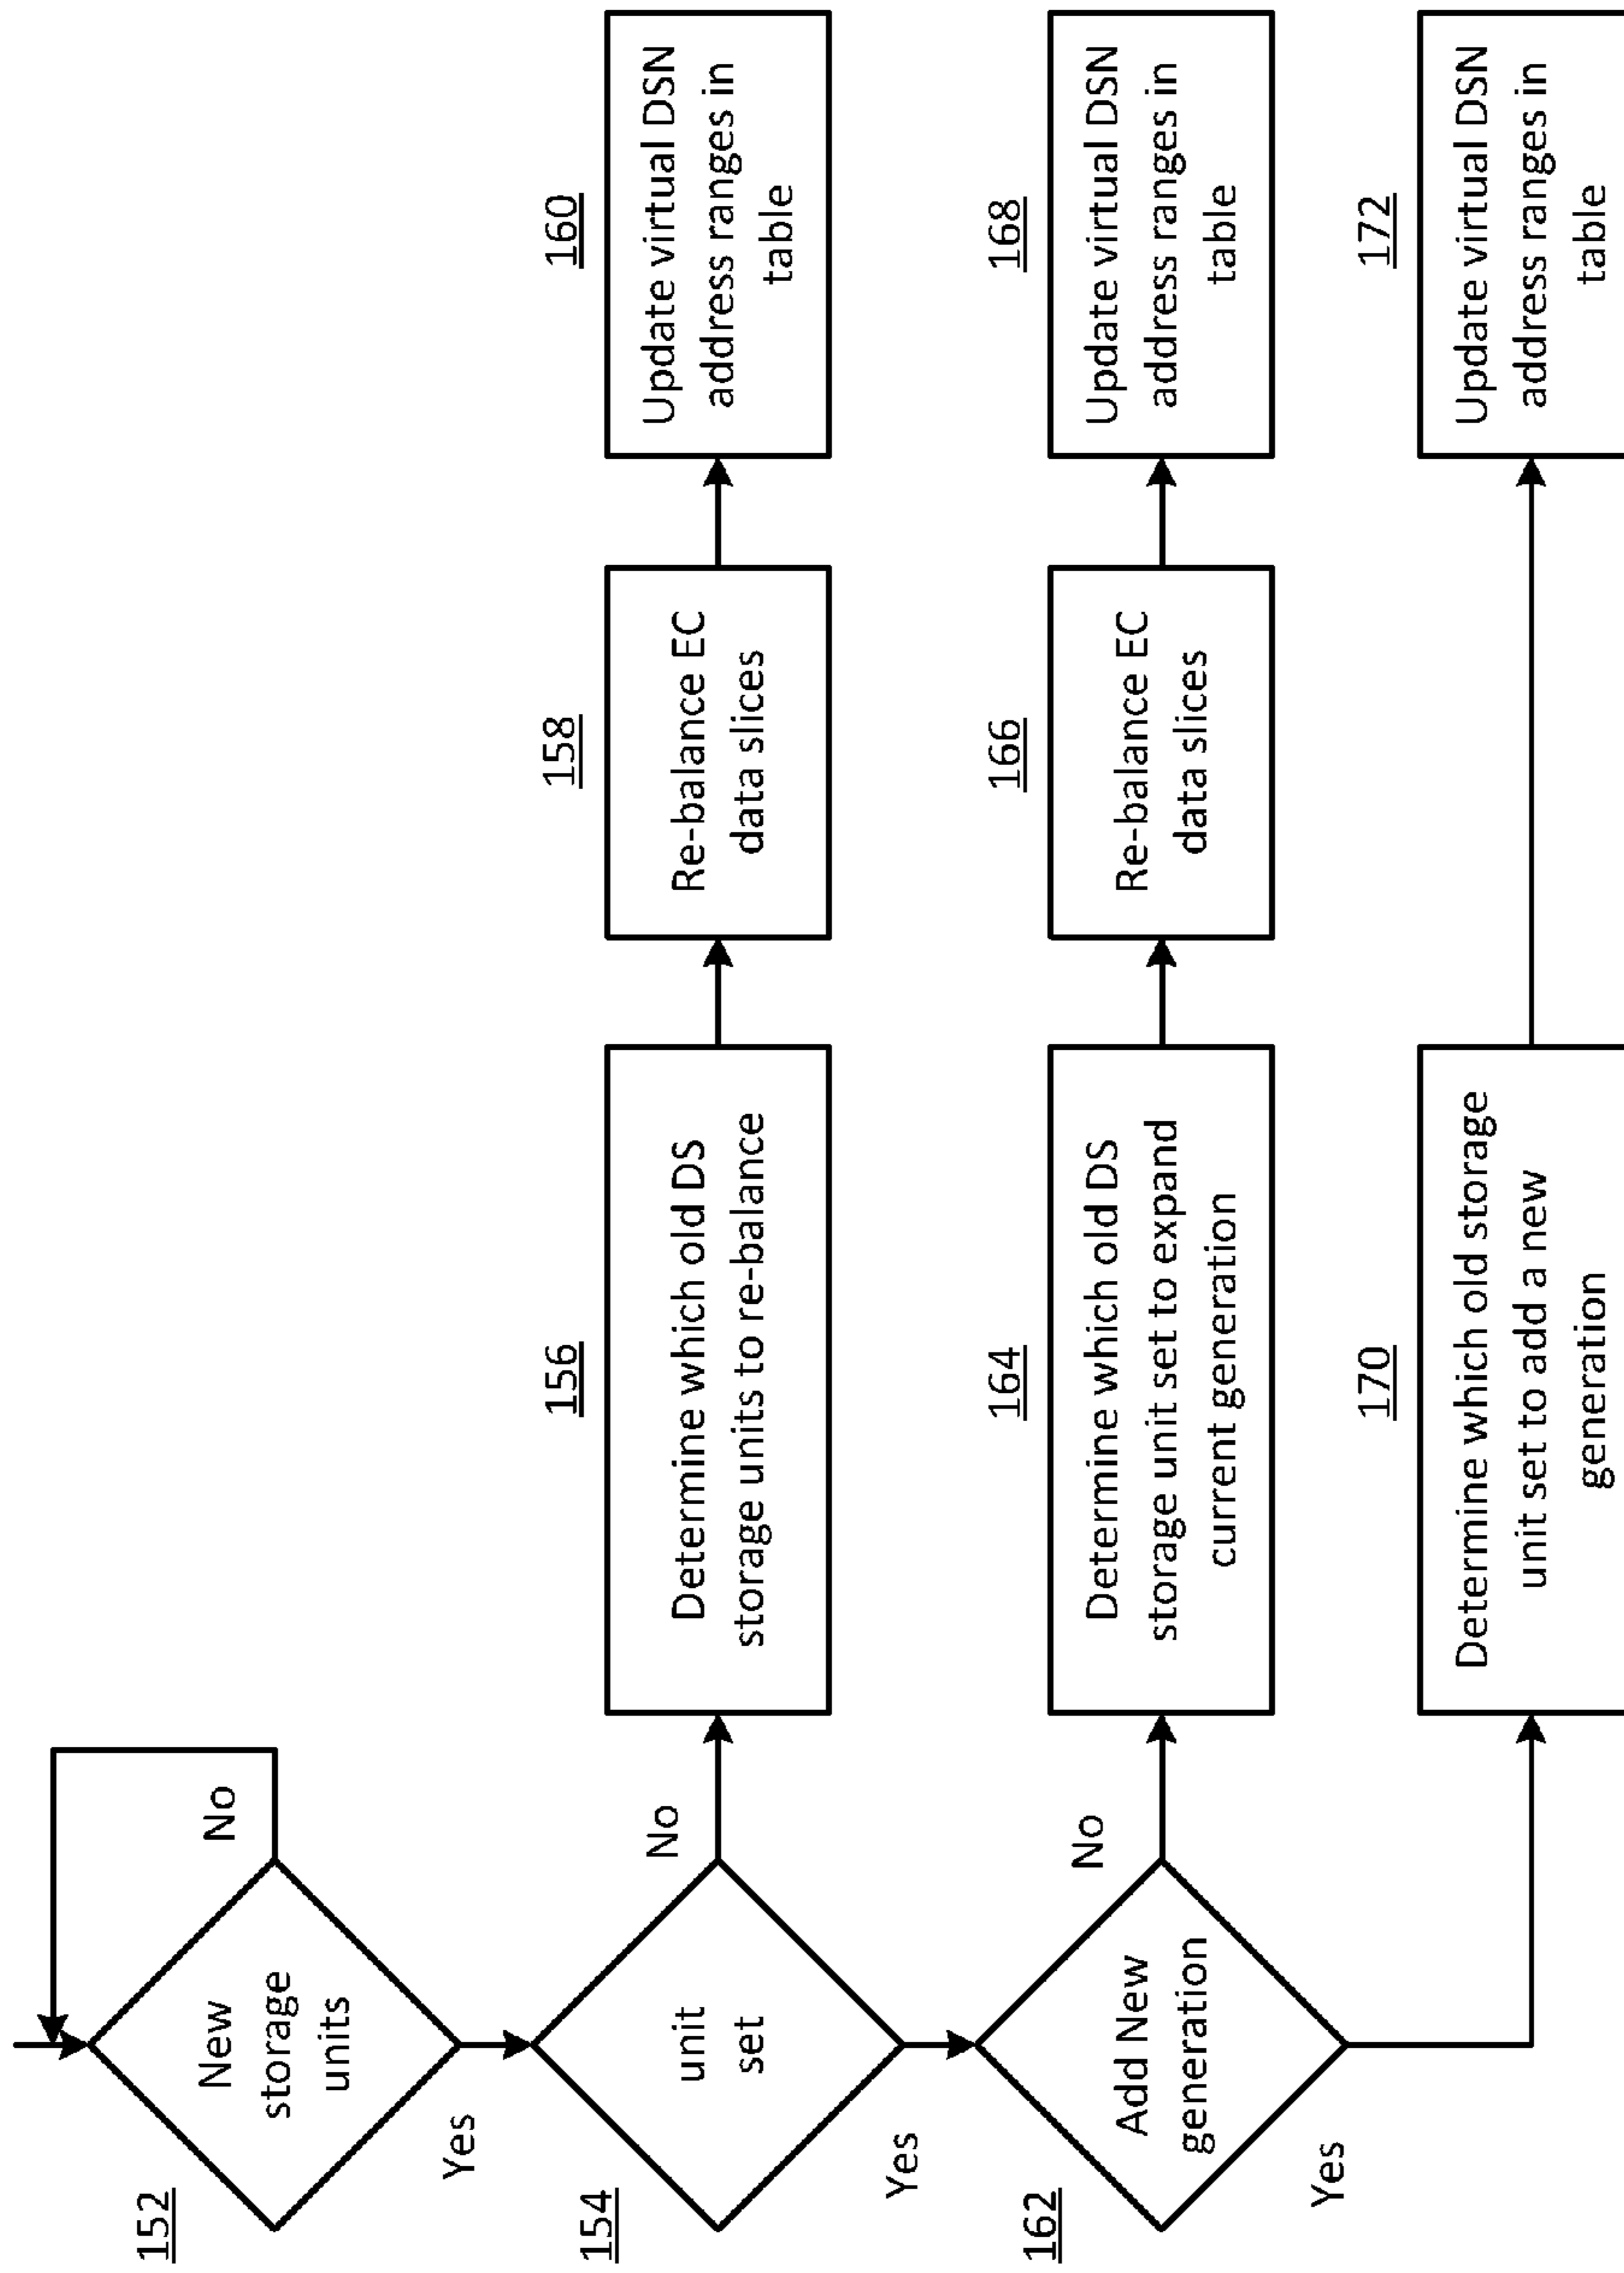 152
New
storage
units
No
Yes
154
unit
set
No
Yes
156
Determine which old DS
storage units to re-balance
158
Re-balance EC
data slices
160
Update virtual DSN
address ranges in
table
162
Add New
generation
No
Yes
164
Determine which old DS
storage unit set to expand
current generation
166
Re-balance EC
data slices
168
Update virtual DSN
address ranges in
table
170
Determine which old storage
unit set to add a new
generation
172
Update virtual DSN
address ranges in
table